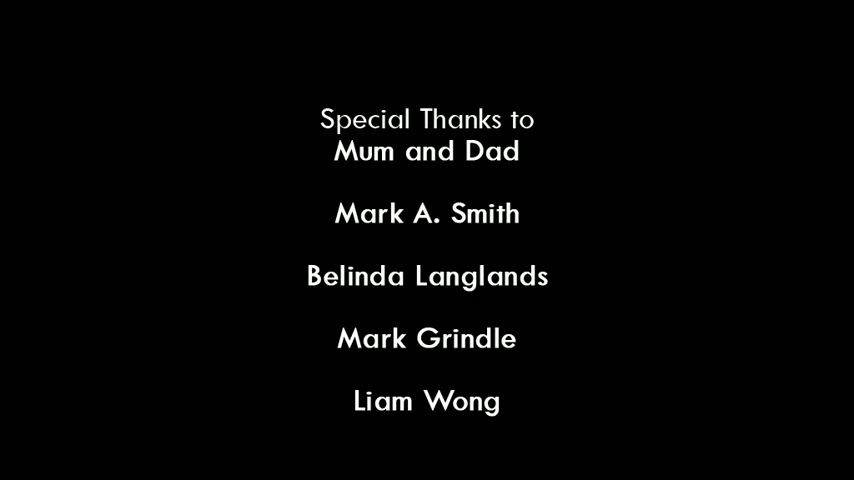 Special Thanks to
Mum and Dad
Mark A. Smith
Belinda Langlands
Mark Grindle
Liam Wong